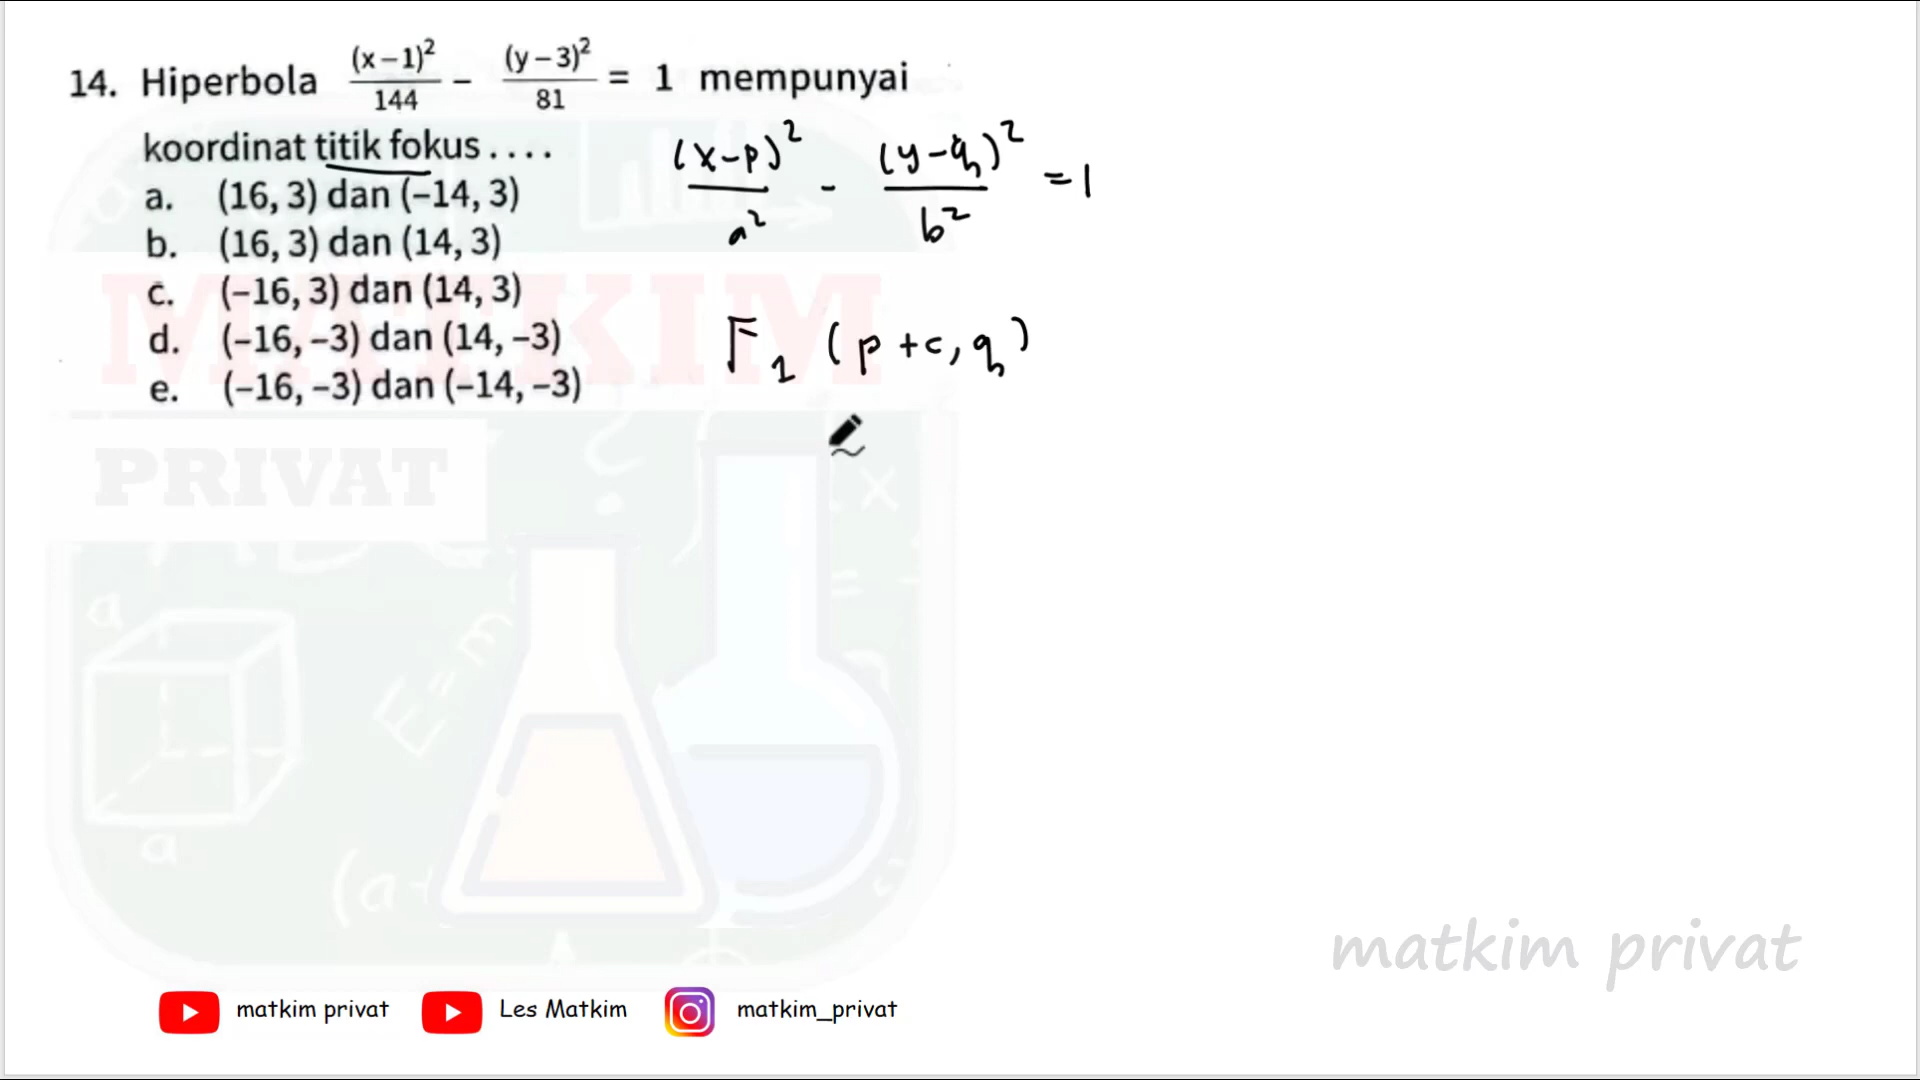 14. Hiperbola (x – 1)²/144 – (y – 3)²/81 = 1 mempunyai
koordinat titik fokus . . . .
a. (16, 3) dan (–14, 3)
b. (16, 3) dan (14, 3)
c. (–16, 3) dan (14, 3)
d. (–16, –3) dan (14, –3)
e. (–16, –3) dan (–14, –3)
(x-p)²/a² - (y-q)²/b² = 1
F₁ (p + c, q)
MATKIM
PRIVAT
a
E=m
x
a
(a+
matkim privat
matkim privat
Les Matkim
matkim_privat